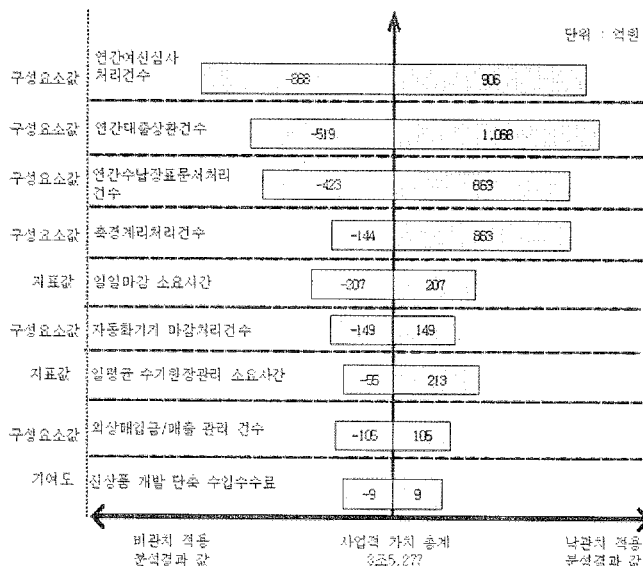 단위 : 억원
구성요소값 연간여신심사 처리건수 -868 906
구성요소값 연간대출상환건수 -519 1,068
구성요소값 연간수납장표문서처리 건수 -423 863
구성요소값 환경계리처리건수 -144 863
지표값 일일마감 소요시간 -207 207
구성요소값 자동화기기 마감처리건수 -149 149
지표값 일평균 수기원장관리 소요시간 -55 213
구성요소값 외상매입금/매출 관리 건수 -105 105
기여도 신상품 개발 단축 수입수수료 -9 9
비관치 적용 분석결과 값
사업적 가치 총계 3조5,277
낙관치 적용 분석결과 값